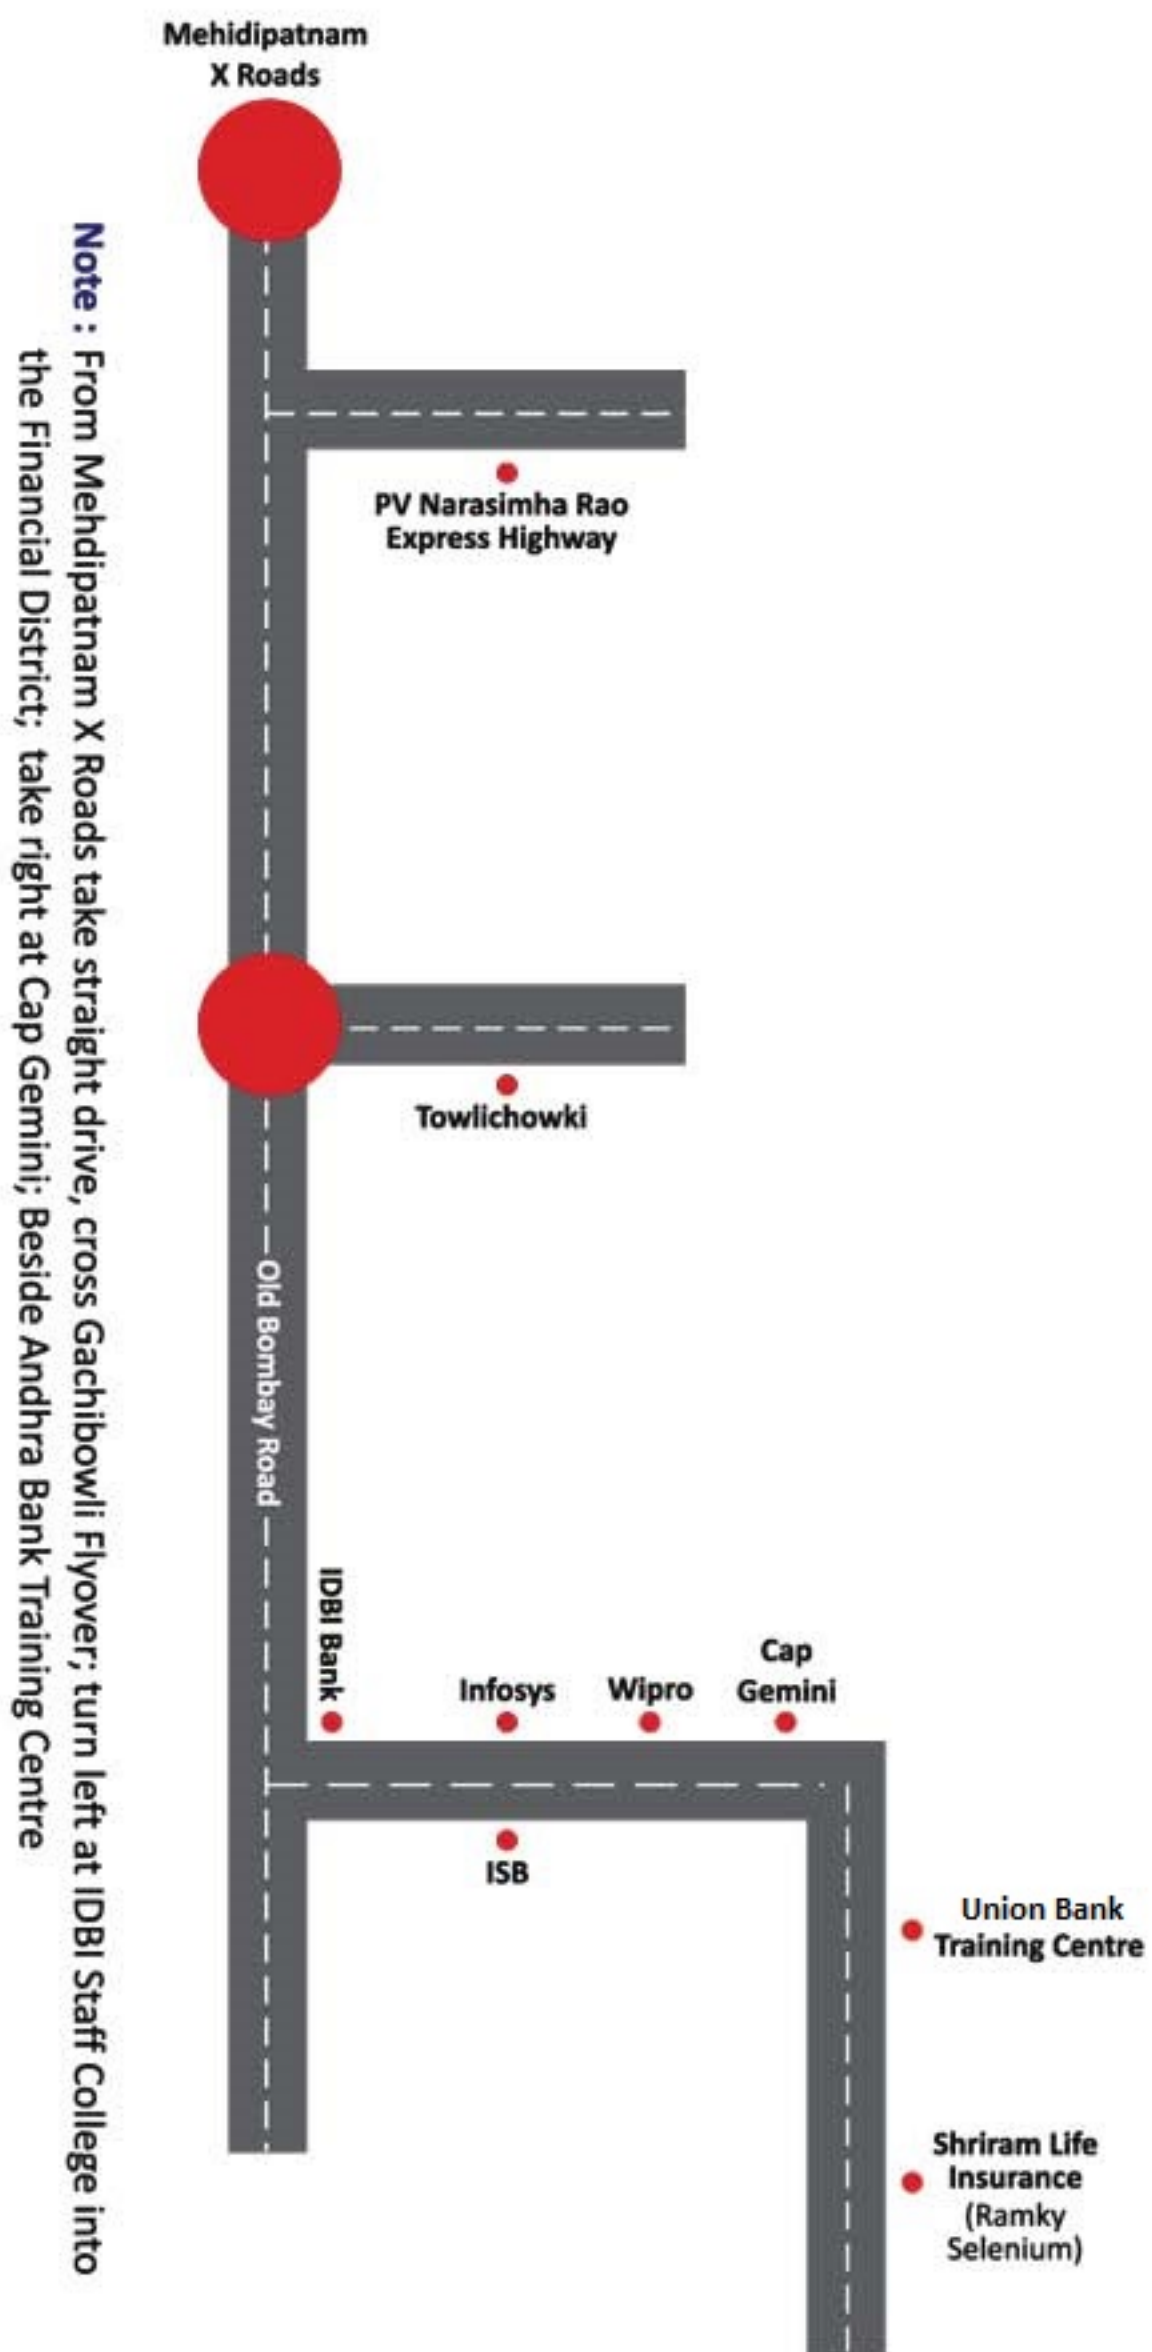 Mehidipatnam
X Roads
Note : From Mehdipatnam X Roads take straight drive, cross Gachibowli Flyover; turn left at IDBI Staff College into
the Financial District; take right at Cap Gemini; Beside Andhra Bank Training Centre
PV Narasimha Rao
Express Highway
Towlichowki
Old Bombay Road
IDBI Bank
Infosys
Wipro
Cap
Gemini
ISB
Union Bank
Training Centre
Shriram Life
Insurance
(Ramky
Selenium)